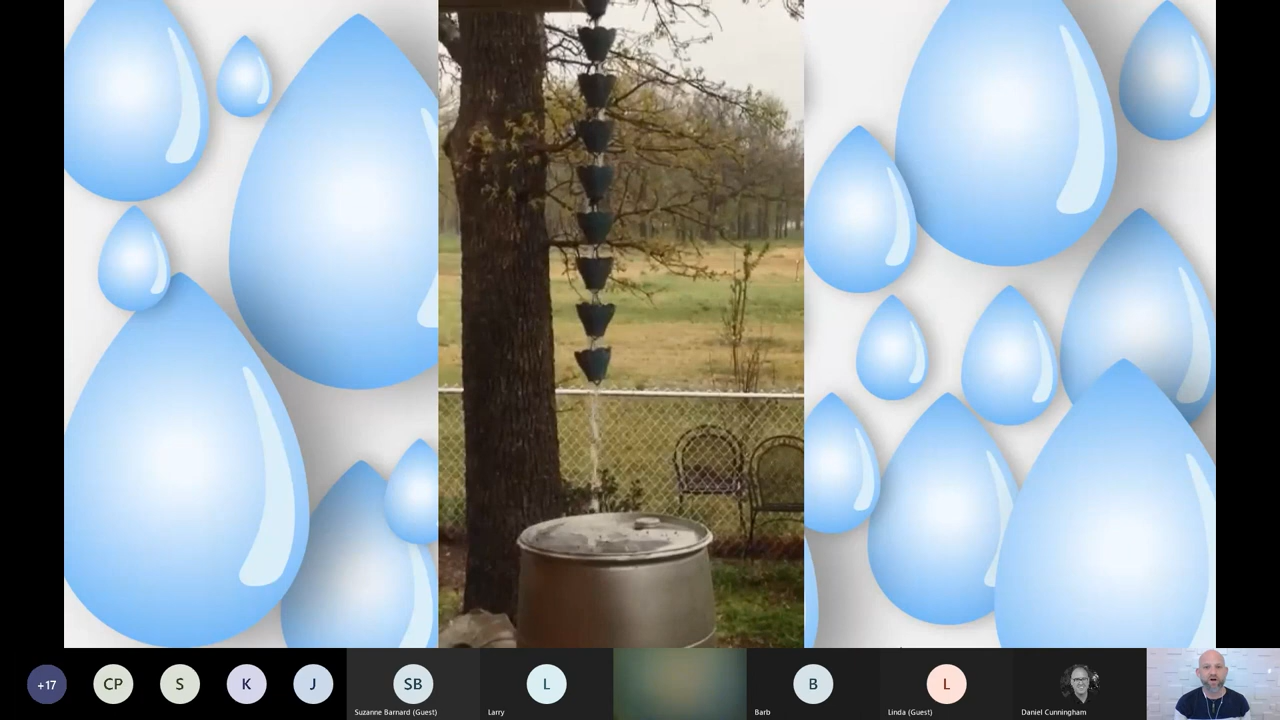 +17
CP
S
K
J
SB
L
B
L
Suzanne Barnard (Guest)
Larry
Barb
Linda (Guest)
Daniel Cunningham